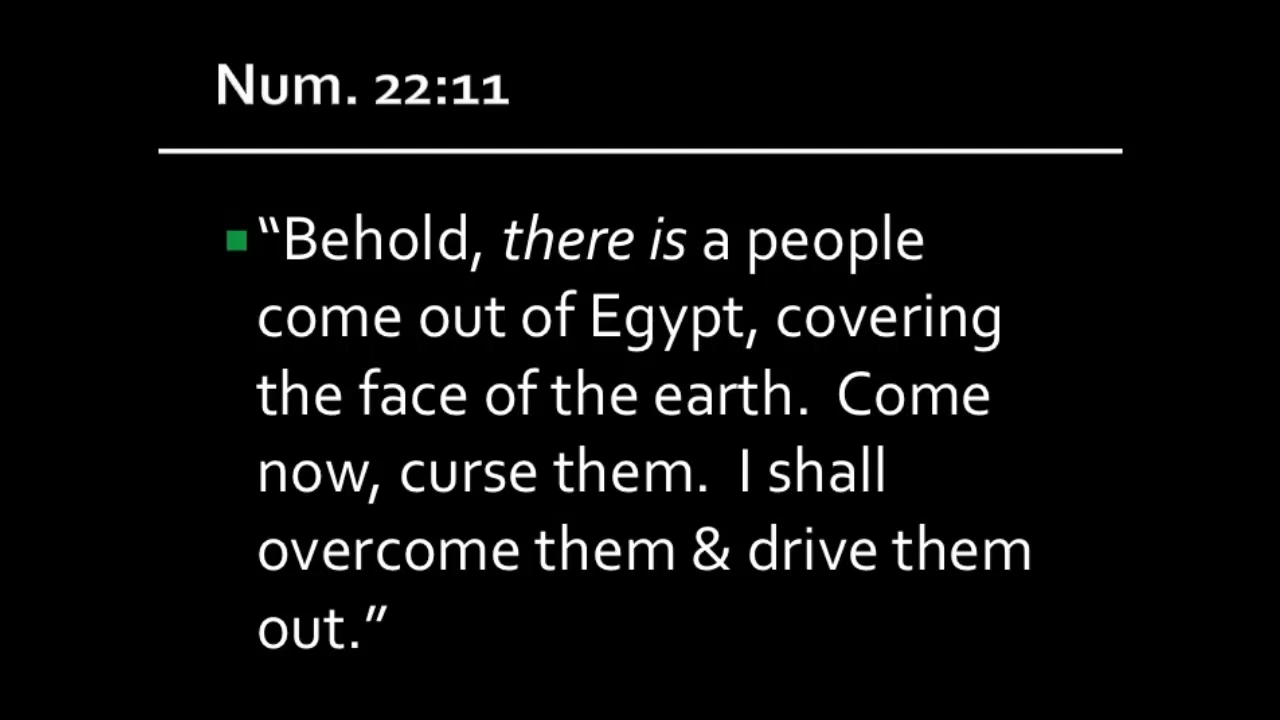 Num. 22:11
“Behold, there is a people
come out of Egypt, covering
the face of the earth.  Come
now, curse them.  I shall
overcome them & drive them
out.”